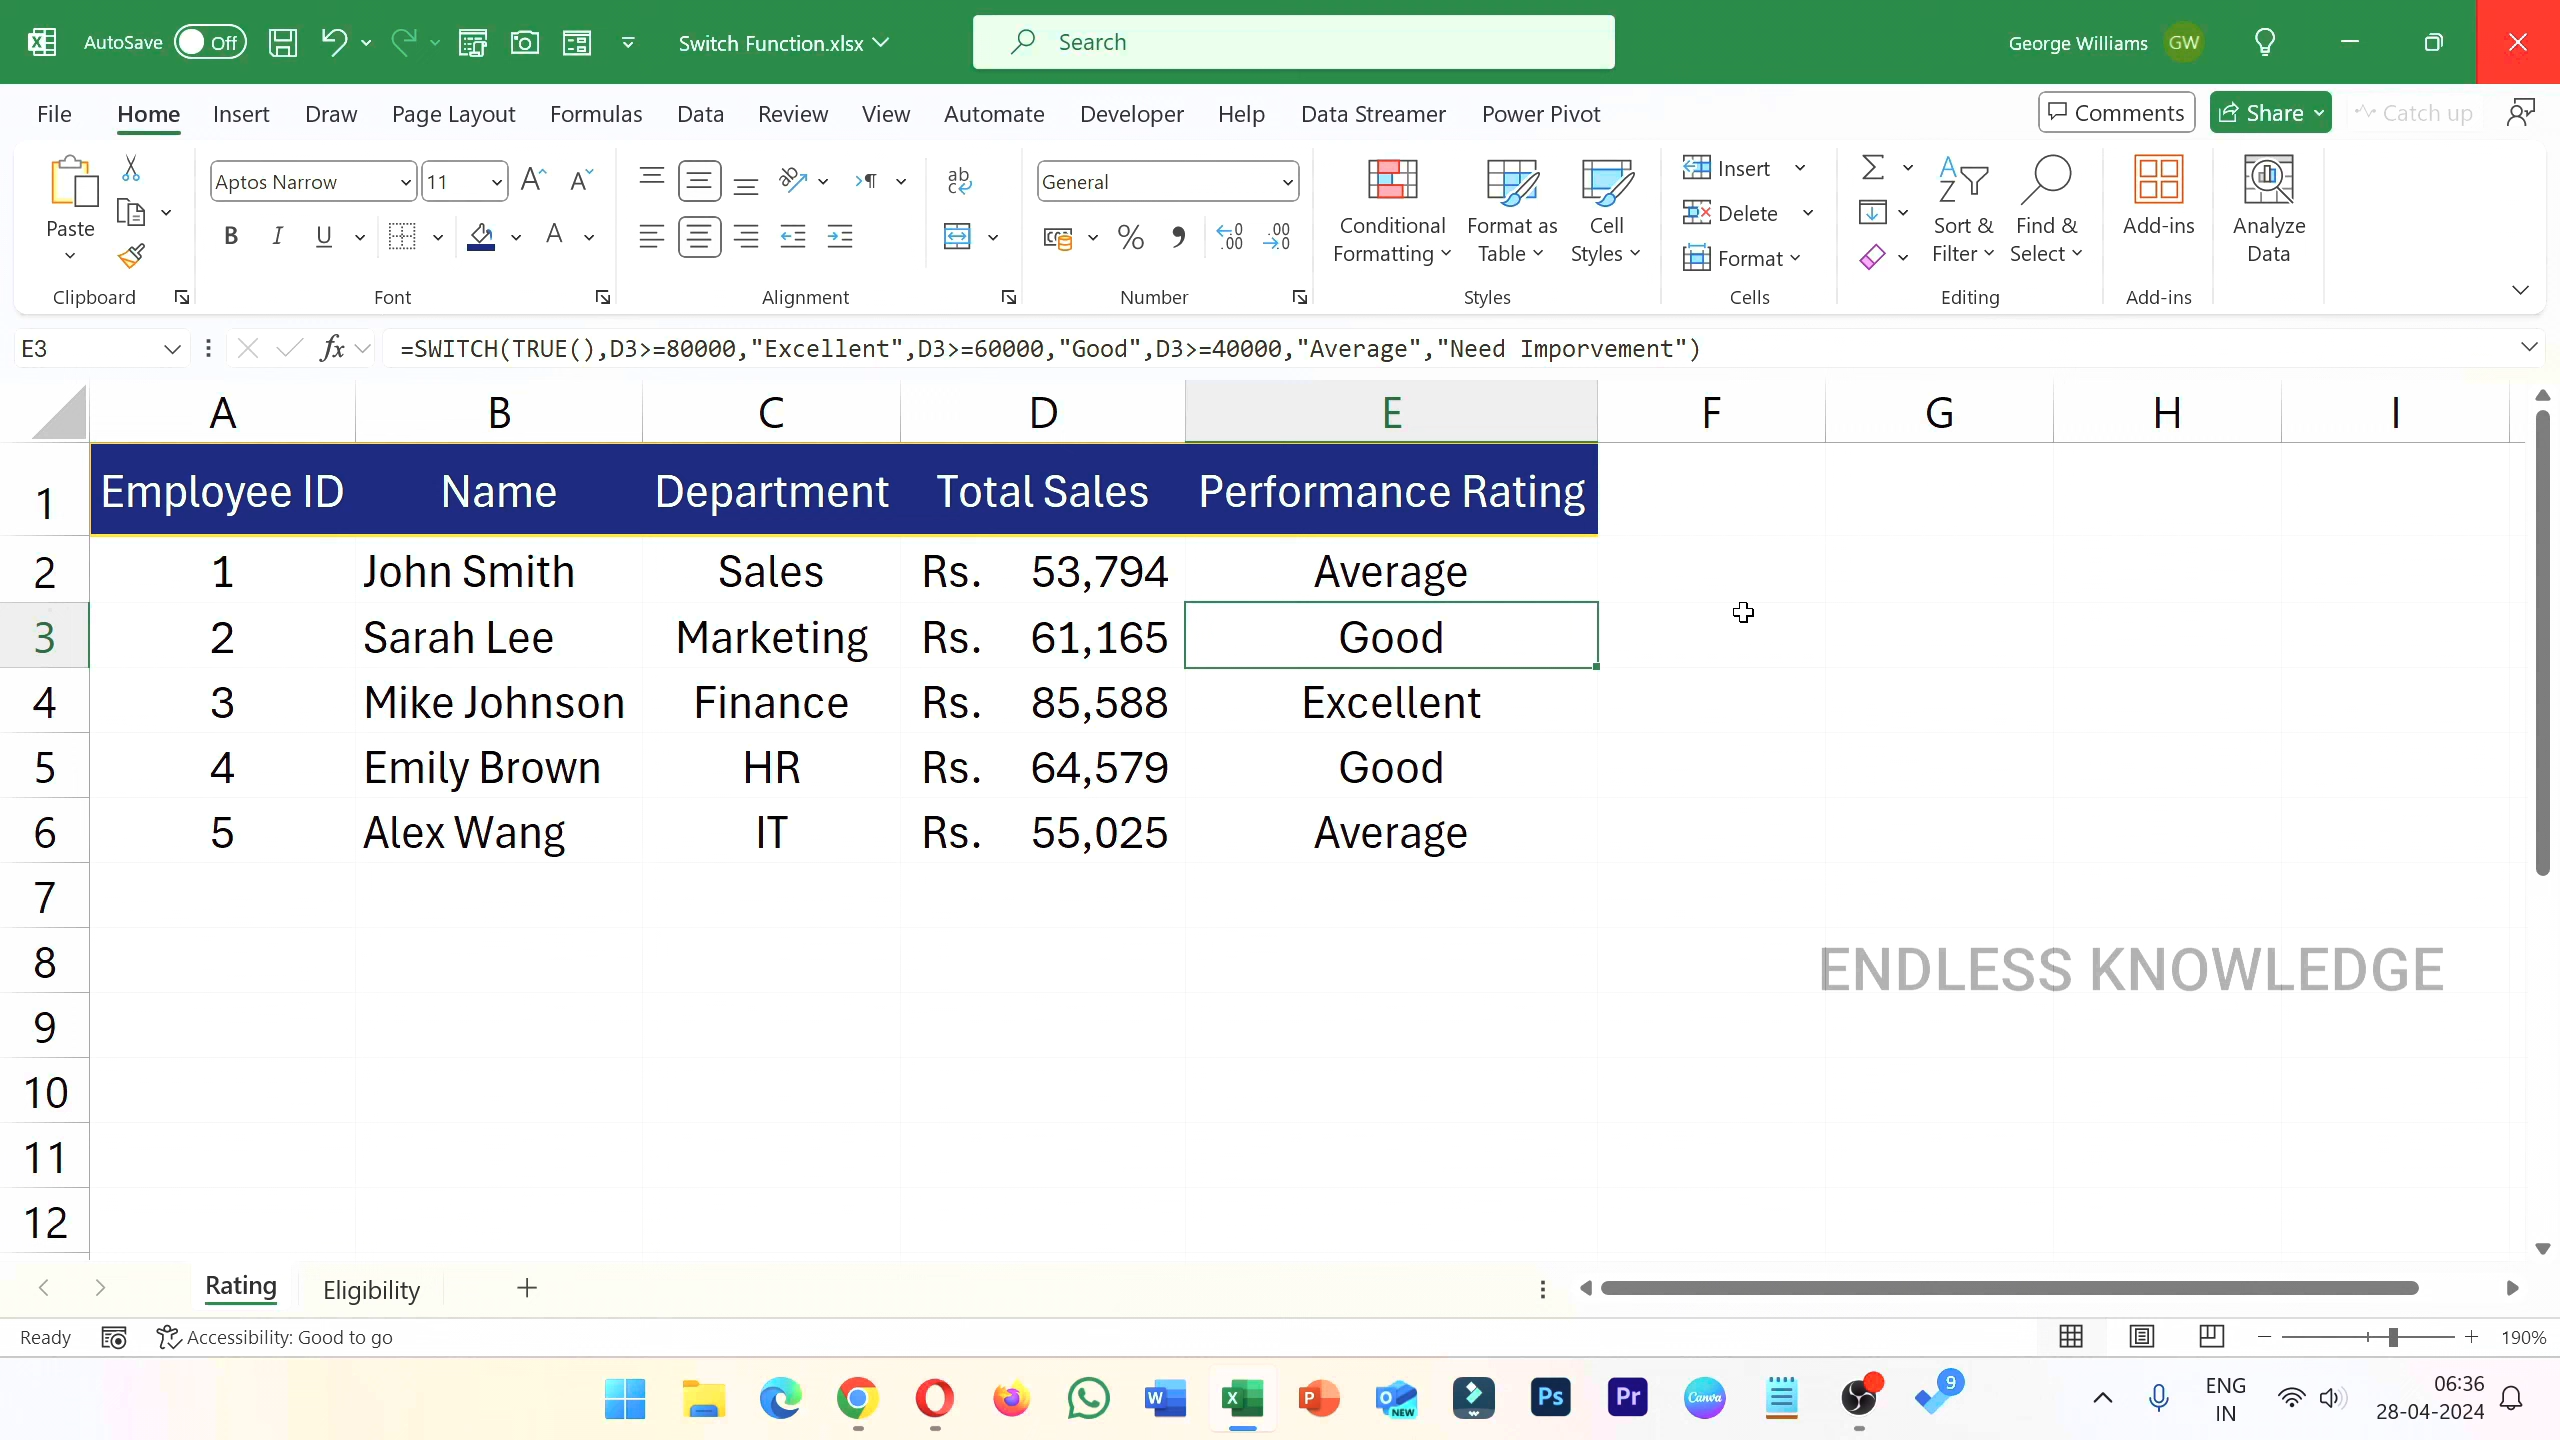 AutoSave Off Switch Function.xlsx Search George Williams GW
File Home Insert Draw Page Layout Formulas Data Review View Automate Developer Help Data Streamer Power Pivot Comments Share Catch up
Paste Aptos Narrow 11 General Conditional Formatting Format as Table Cell Styles Insert Delete Format Sort & Filter Find & Select Add-ins Analyze Data
Clipboard Font Alignment Number Styles Cells Editing Add-ins
E3 fx =SWITCH(TRUE(),D3>=80000,"Excellent",D3>=60000,"Good",D3>=40000,"Average","Need Imporvement")
A B C D E F G H I
1 Employee ID Name Department Total Sales Performance Rating
2 1 John Smith Sales Rs. 53,794 Average
3 2 Sarah Lee Marketing Rs. 61,165 Good
4 3 Mike Johnson Finance Rs. 85,588 Excellent
5 4 Emily Brown HR Rs. 64,579 Good
6 5 Alex Wang IT Rs. 55,025 Average
7
8
ENDLESS KNOWLEDGE
9
10
11
12
Rating Eligibility
Ready Accessibility: Good to go 190%
9 ENG IN 06:36 28-04-2024